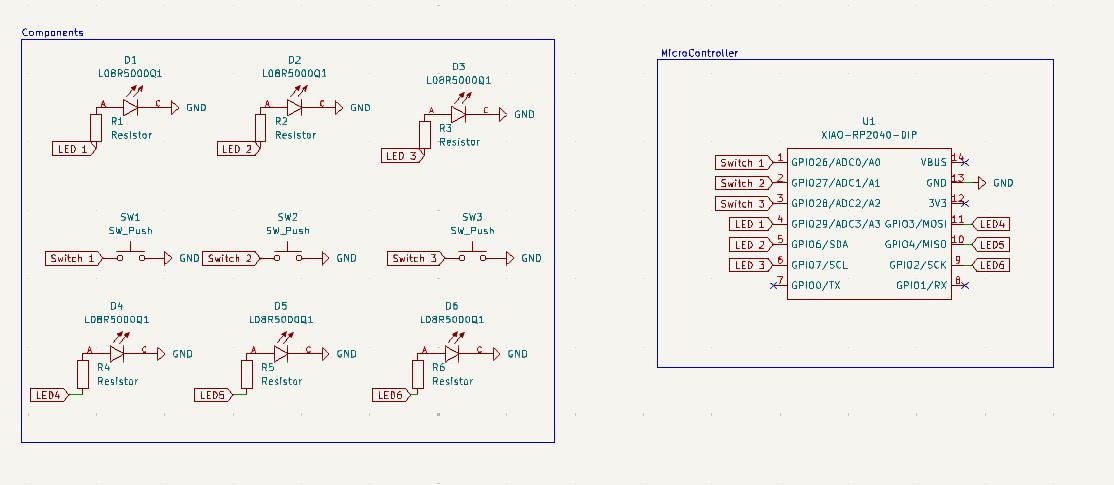 Components
D1
L08R5000Q1
A
C
GND
R1
Resistor
LED 1
D2
L08R5000Q1
A
C
GND
R2
Resistor
LED 2
D3
L08R5000Q1
A
C
GND
R3
Resistor
LED 3
SW1
SW_Push
Switch 1
GND
SW2
SW_Push
Switch 2
GND
SW3
SW_Push
Switch 3
GND
D4
L08R5000Q1
A
C
GND
R4
Resistor
LED4
D5
L08R5000Q1
A
C
GND
R5
Resistor
LED5
D6
L08R5000Q1
A
C
GND
R6
Resistor
LED6
MicroController
U1
XIAO-RP2040-DIP
Switch 1 1 GPIO26/ADC0/A0 VBUS 14
Switch 2 2 GPIO27/ADC1/A1 GND 13 GND
Switch 3 3 GPIO28/ADC2/A2 3V3 12
LED 1 4 GPIO29/ADC3/A3 GPIO3/MOSI 11 LED4
LED 2 5 GPIO6/SDA GPIO4/MISO 10 LED5
LED 3 6 GPIO7/SCL GPIO2/SCK 9 LED6
7 GPIO0/TX GPIO1/RX 8